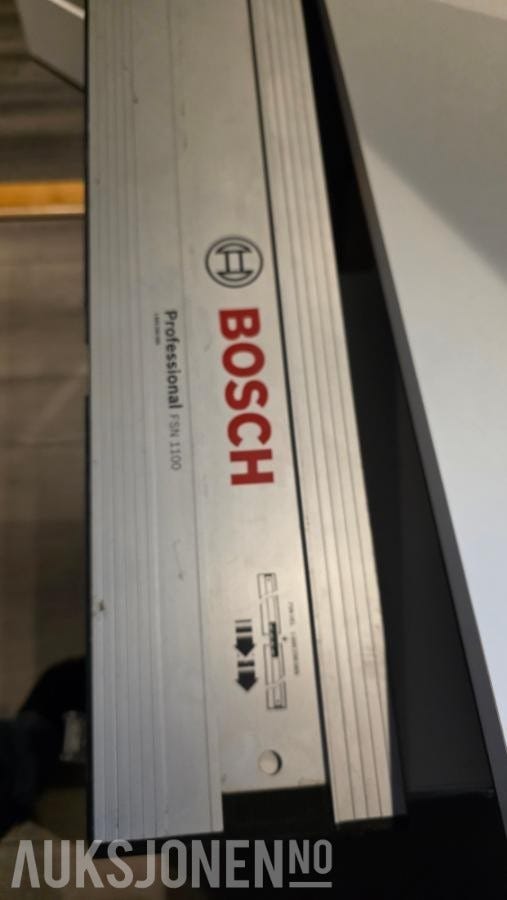 BOSCH
Professional FSN 1100
AUKSJONEN.NO